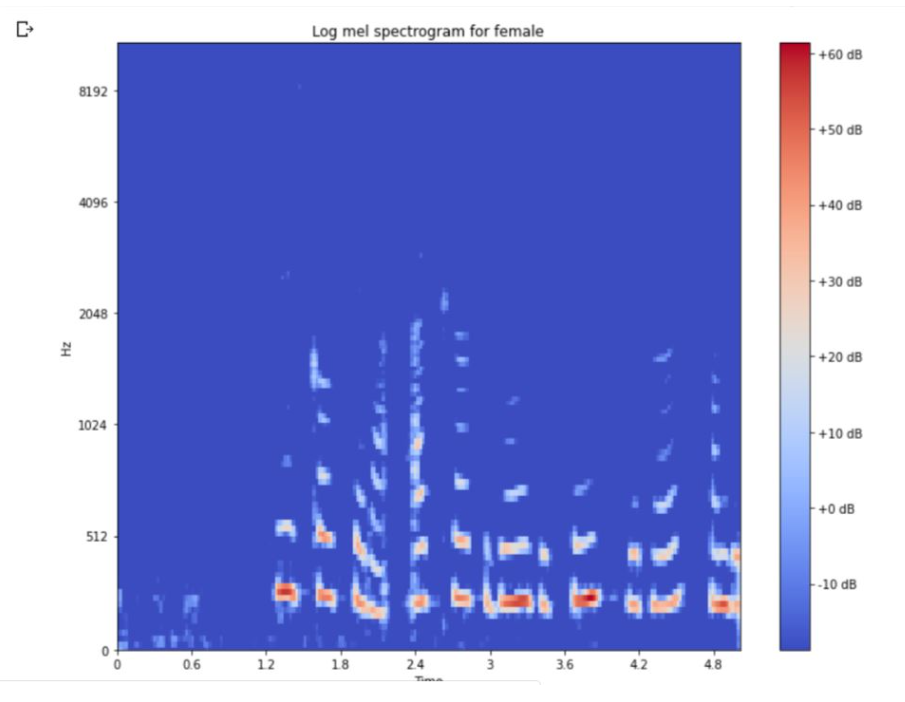 Log mel spectrogram for female
+60 dB
8192
+50 dB
4096
+40 dB
+30 dB
2048
Hz
+20 dB
1024
+10 dB
512
+0 dB
-10 dB
0
0 0.6 1.2 1.8 2.4 3 3.6 4.2 4.8
Time